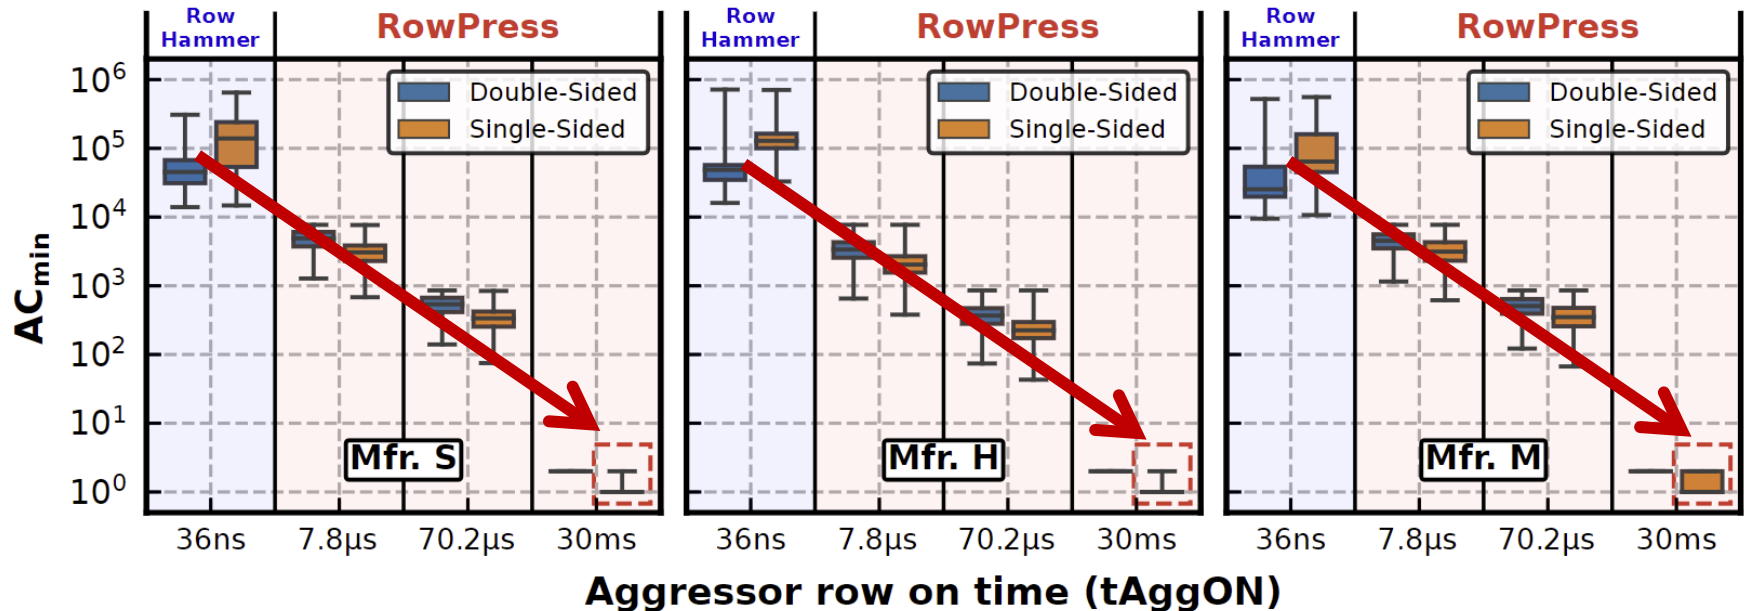 Row
Hammer
RowPress
Row
Hammer
RowPress
Row
Hammer
RowPress
AC_min
10^6
10^5
10^4
10^3
10^2
10^1
10^0
Double-Sided
Single-Sided
Mfr. S
Double-Sided
Single-Sided
Mfr. H
Double-Sided
Single-Sided
Mfr. M
36ns 7.8µs 70.2µs 30ms
36ns 7.8µs 70.2µs 30ms
36ns 7.8µs 70.2µs 30ms
Aggressor row on time (tAggON)